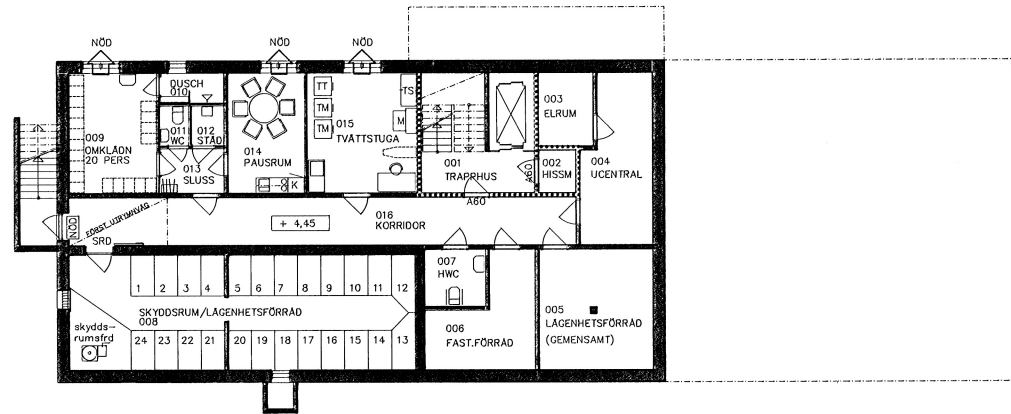 NÖD
NÖD
NÖD
DUSCH
010
TT
TM
TM
TS
M
009
OMKLÄDN
20 PERS
011
WC
012
STÄD
013
SLUSS
014
PAUSRUM
K
015
TVÄTTSTUGA
001
TRAPPHUS
A60
A60
002
HISSM
003
ELRUM
004
UCENTRAL
NÖD
SRD
+ 4,45
016
KORRIDOR
007
HWC
1 2 3 4 5 6 7 8 9 10 11 12
SKYDDSRUM/LÄGENHETSFÖRRÅD
008
skydds-
rumsfrd
24 23 22 21 20 19 18 17 16 15 14 13
006
FAST.FÖRRÅD
005
LÄGENHETSFÖRRÅD
(GEMENSAMT)